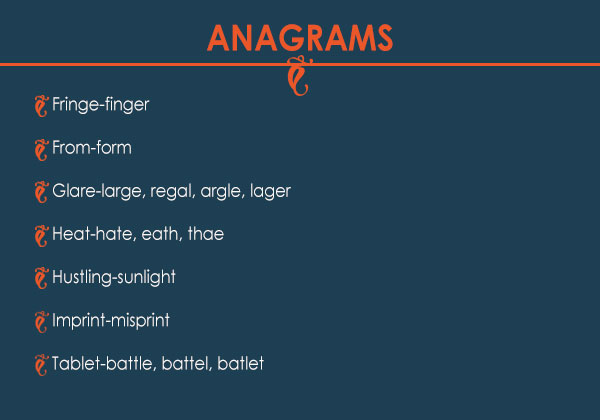 ANAGRAMS
Fringe-finger
From-form
Glare-large, regal, argle, lager
Heat-hate, eath, thae
Hustling-sunlight
Imprint-misprint
Tablet-battle, battel, batlet